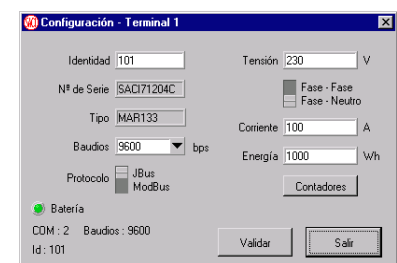 Configuración - Terminal 1
Identidad 101
Nº de Serie SACI71204C
Tipo MAR133
Baudios 9600 bps
Protocolo JBus
ModBus
Batería
COM : 2 Baudios : 9600
Id : 101
Tensión 230 V
Fase - Fase
Fase - Neutro
Corriente 100 A
Energía 1000 Wh
Contadores
Validar
Salir